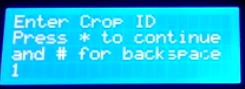 Enter Crop ID
Press * to continue
and # for backspace
1